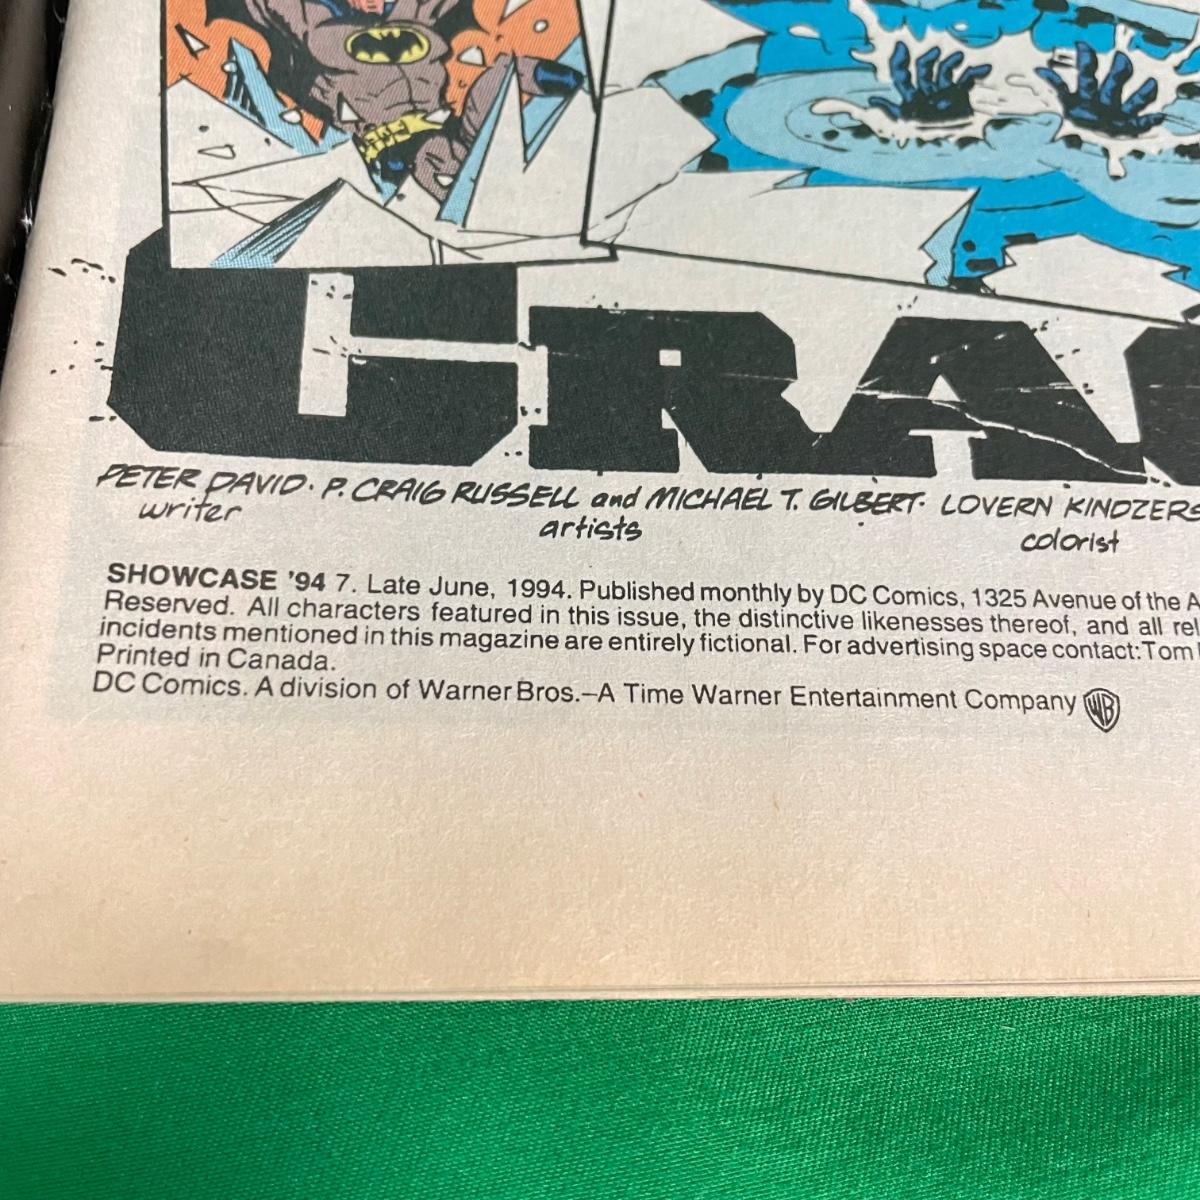 CRA
PETER DAVID · P. CRAIG RUSSELL and MICHAEL T. GILBERT · LOVERN KINDZERS
writer artists colorist
SHOWCASE '94 7. Late June, 1994. Published monthly by DC Comics, 1325 Avenue of the A
Reserved. All characters featured in this issue, the distinctive likenesses thereof, and all rel
incidents mentioned in this magazine are entirely fictional. For advertising space contact: Tom
Printed in Canada.
DC Comics. A division of Warner Bros.–A Time Warner Entertainment Company WB